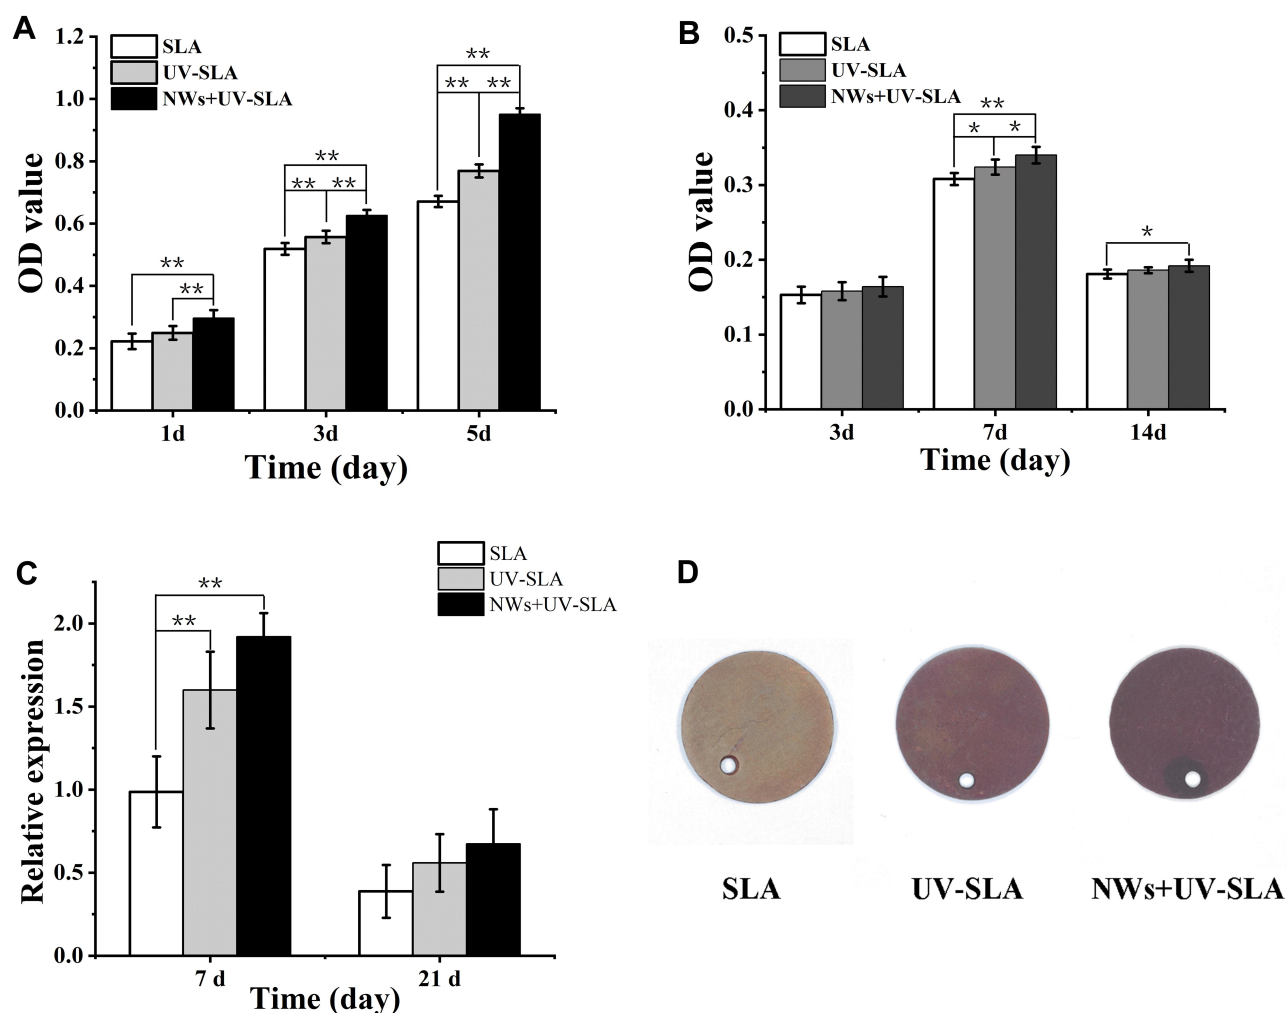 A
SLA
UV-SLA
NWs+UV-SLA
OD value
1.2
1.0
0.8
0.6
0.4
0.2
0.0
**
**
**
**
**
**
**
**
1d
3d
5d
Time (day)
B
SLA
UV-SLA
NWs+UV-SLA
OD value
0.5
0.4
0.3
0.2
0.1
0.0
**
*
*
*
3d
7d
14d
Time (day)
C
SLA
UV-SLA
NWs+UV-SLA
Relative expression
2.0
1.5
1.0
0.5
0.0
**
**
7 d
21 d
Time (day)
D
SLA
UV-SLA
NWs+UV-SLA